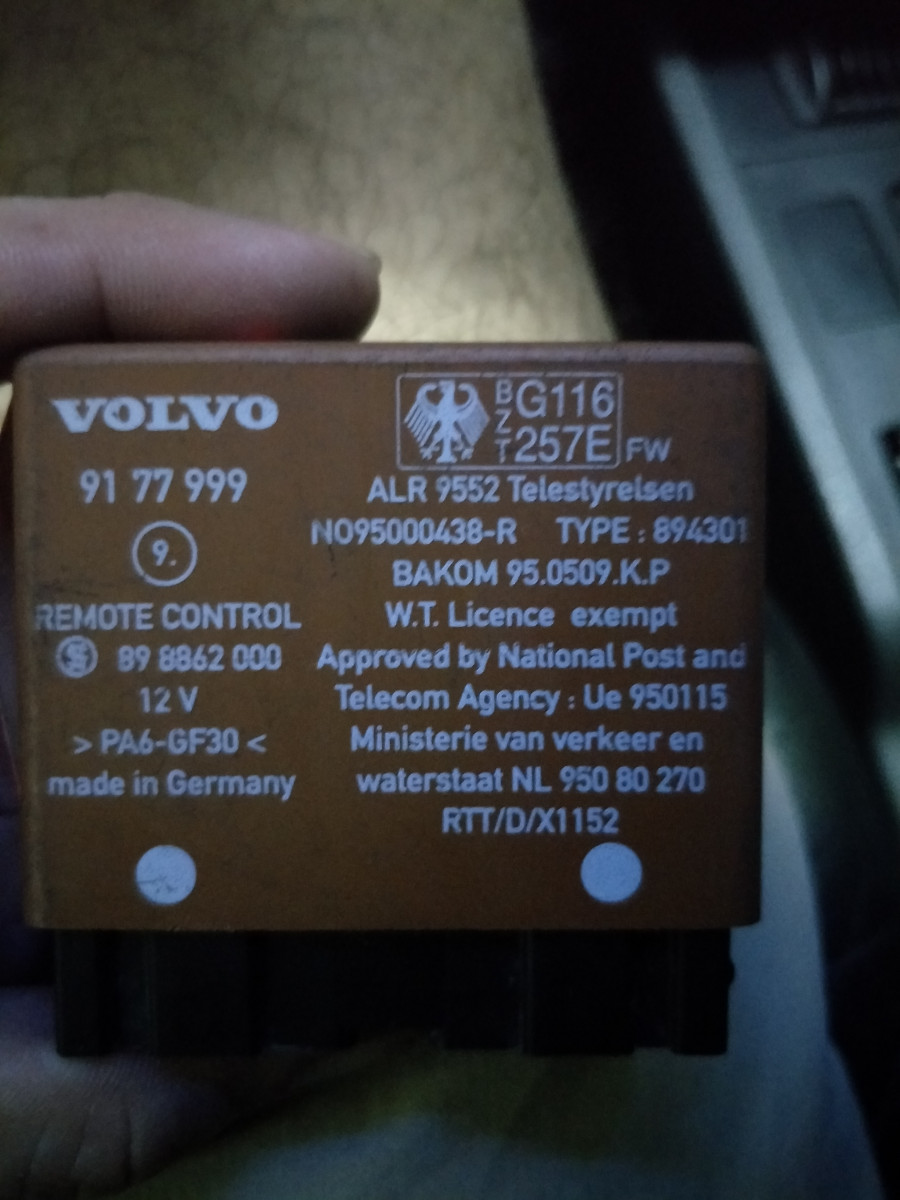 VOLVO
91 77 999
9.
REMOTE CONTROL
S 89 8862 000
12 V
> PA6-GF30 <
made in Germany
BZT G116
257E FW
ALR 9552 Telestyrelsen
NO95000438-R TYPE : 894301
BAKOM 95.0509.K.P
W.T. Licence exempt
Approved by National Post and
Telecom Agency : Ue 950115
Ministerie van verkeer en
waterstaat NL 950 80 270
RTT/D/X1152